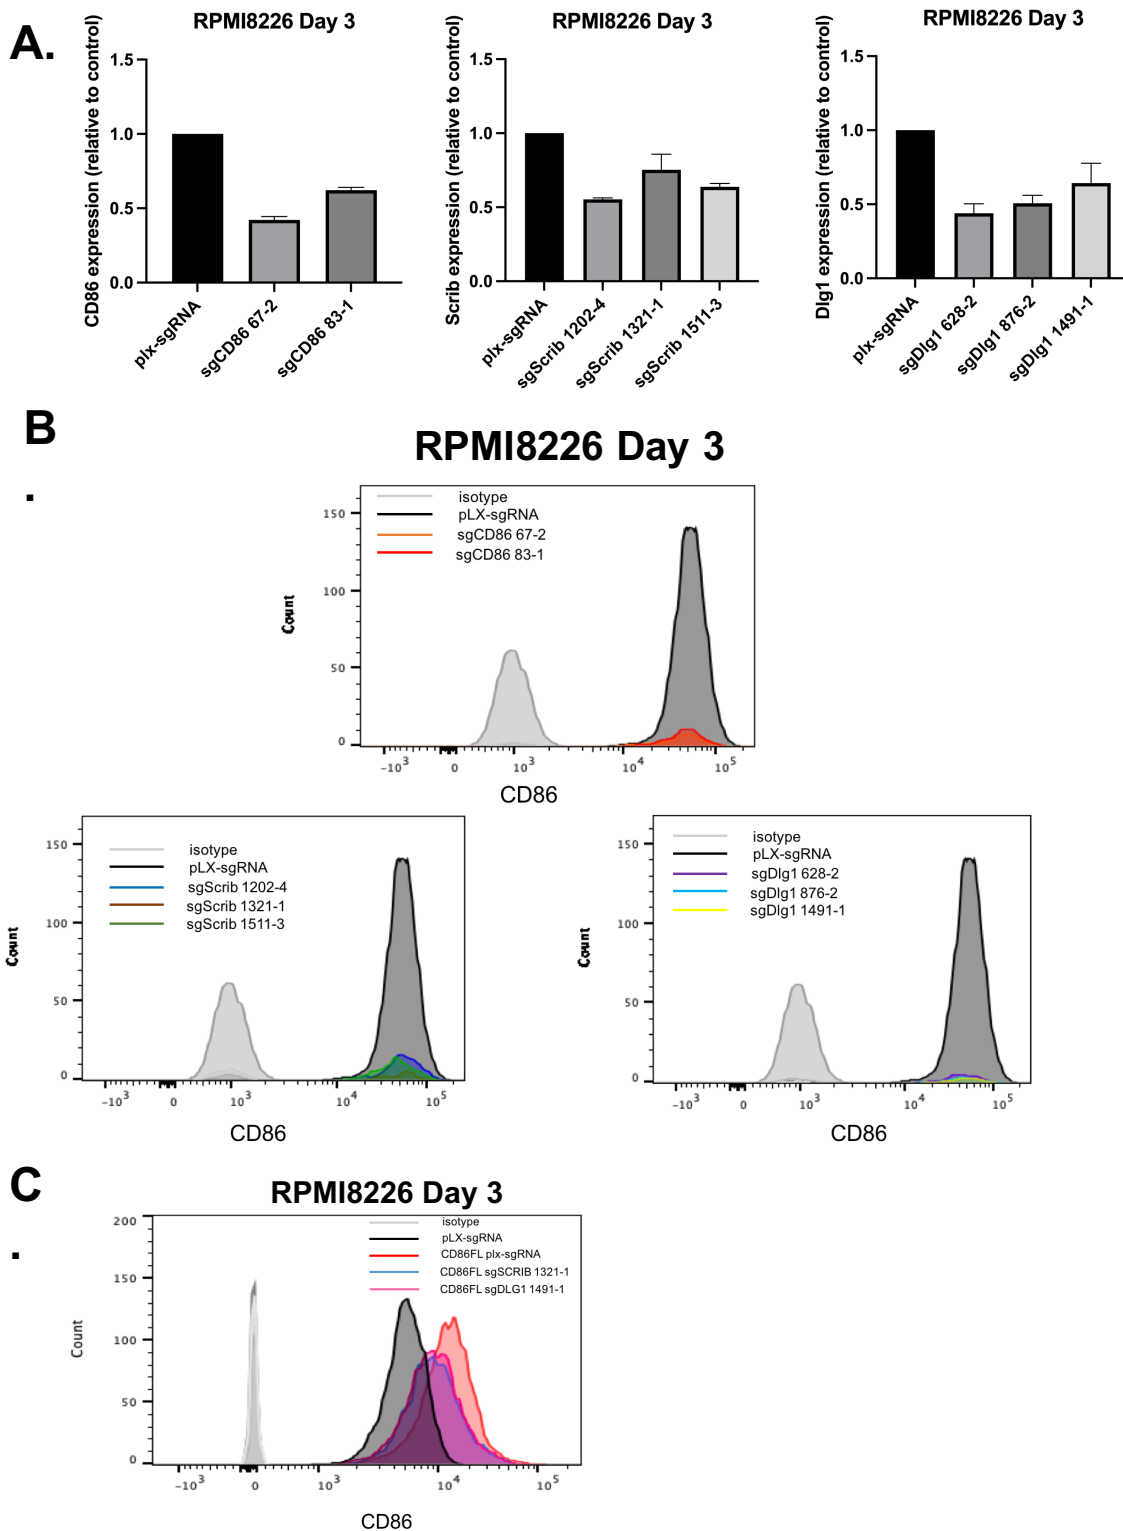 A.
RPMI8226 Day 3
CD86 expression (relative to control)
1.5
1.0
0.5
0.0
plx-sgRNA
sgCD86 67-2
sgCD86 83-1
RPMI8226 Day 3
Scrib expression (relative to control)
1.5
1.0
0.5
0.0
plx-sgRNA
sgScrib 1202-4
sgScrib 1321-1
sgScrib 1511-3
RPMI8226 Day 3
Dlg1 expression (relative to control)
1.5
1.0
0.5
0.0
plx-sgRNA
sgDlg1 628-2
sgDlg1 876-2
sgDlg1 1491-1
B
.
RPMI8226 Day 3
isotype
pLX-sgRNA
sgCD86 67-2
sgCD86 83-1
Count
150
100
50
0
-10³ 0 10³ 10⁴ 10⁵
CD86
isotype
pLX-sgRNA
sgScrib 1202-4
sgScrib 1321-1
sgScrib 1511-3
Count
150
100
50
0
-10³ 0 10³ 10⁴ 10⁵
CD86
isotype
pLX-sgRNA
sgDlg1 628-2
sgDlg1 876-2
sgDlg1 1491-1
Count
150
100
50
0
-10³ 0 10³ 10⁴ 10⁵
CD86
C
.
RPMI8226 Day 3
isotype
pLX-sgRNA
CD86FL plx-sgRNA
CD86FL sgSCRIB 1321-1
CD86FL sgDLG1 1491-1
Count
200
150
100
50
0
-10³ 0 10³ 10⁴ 10⁵
CD86